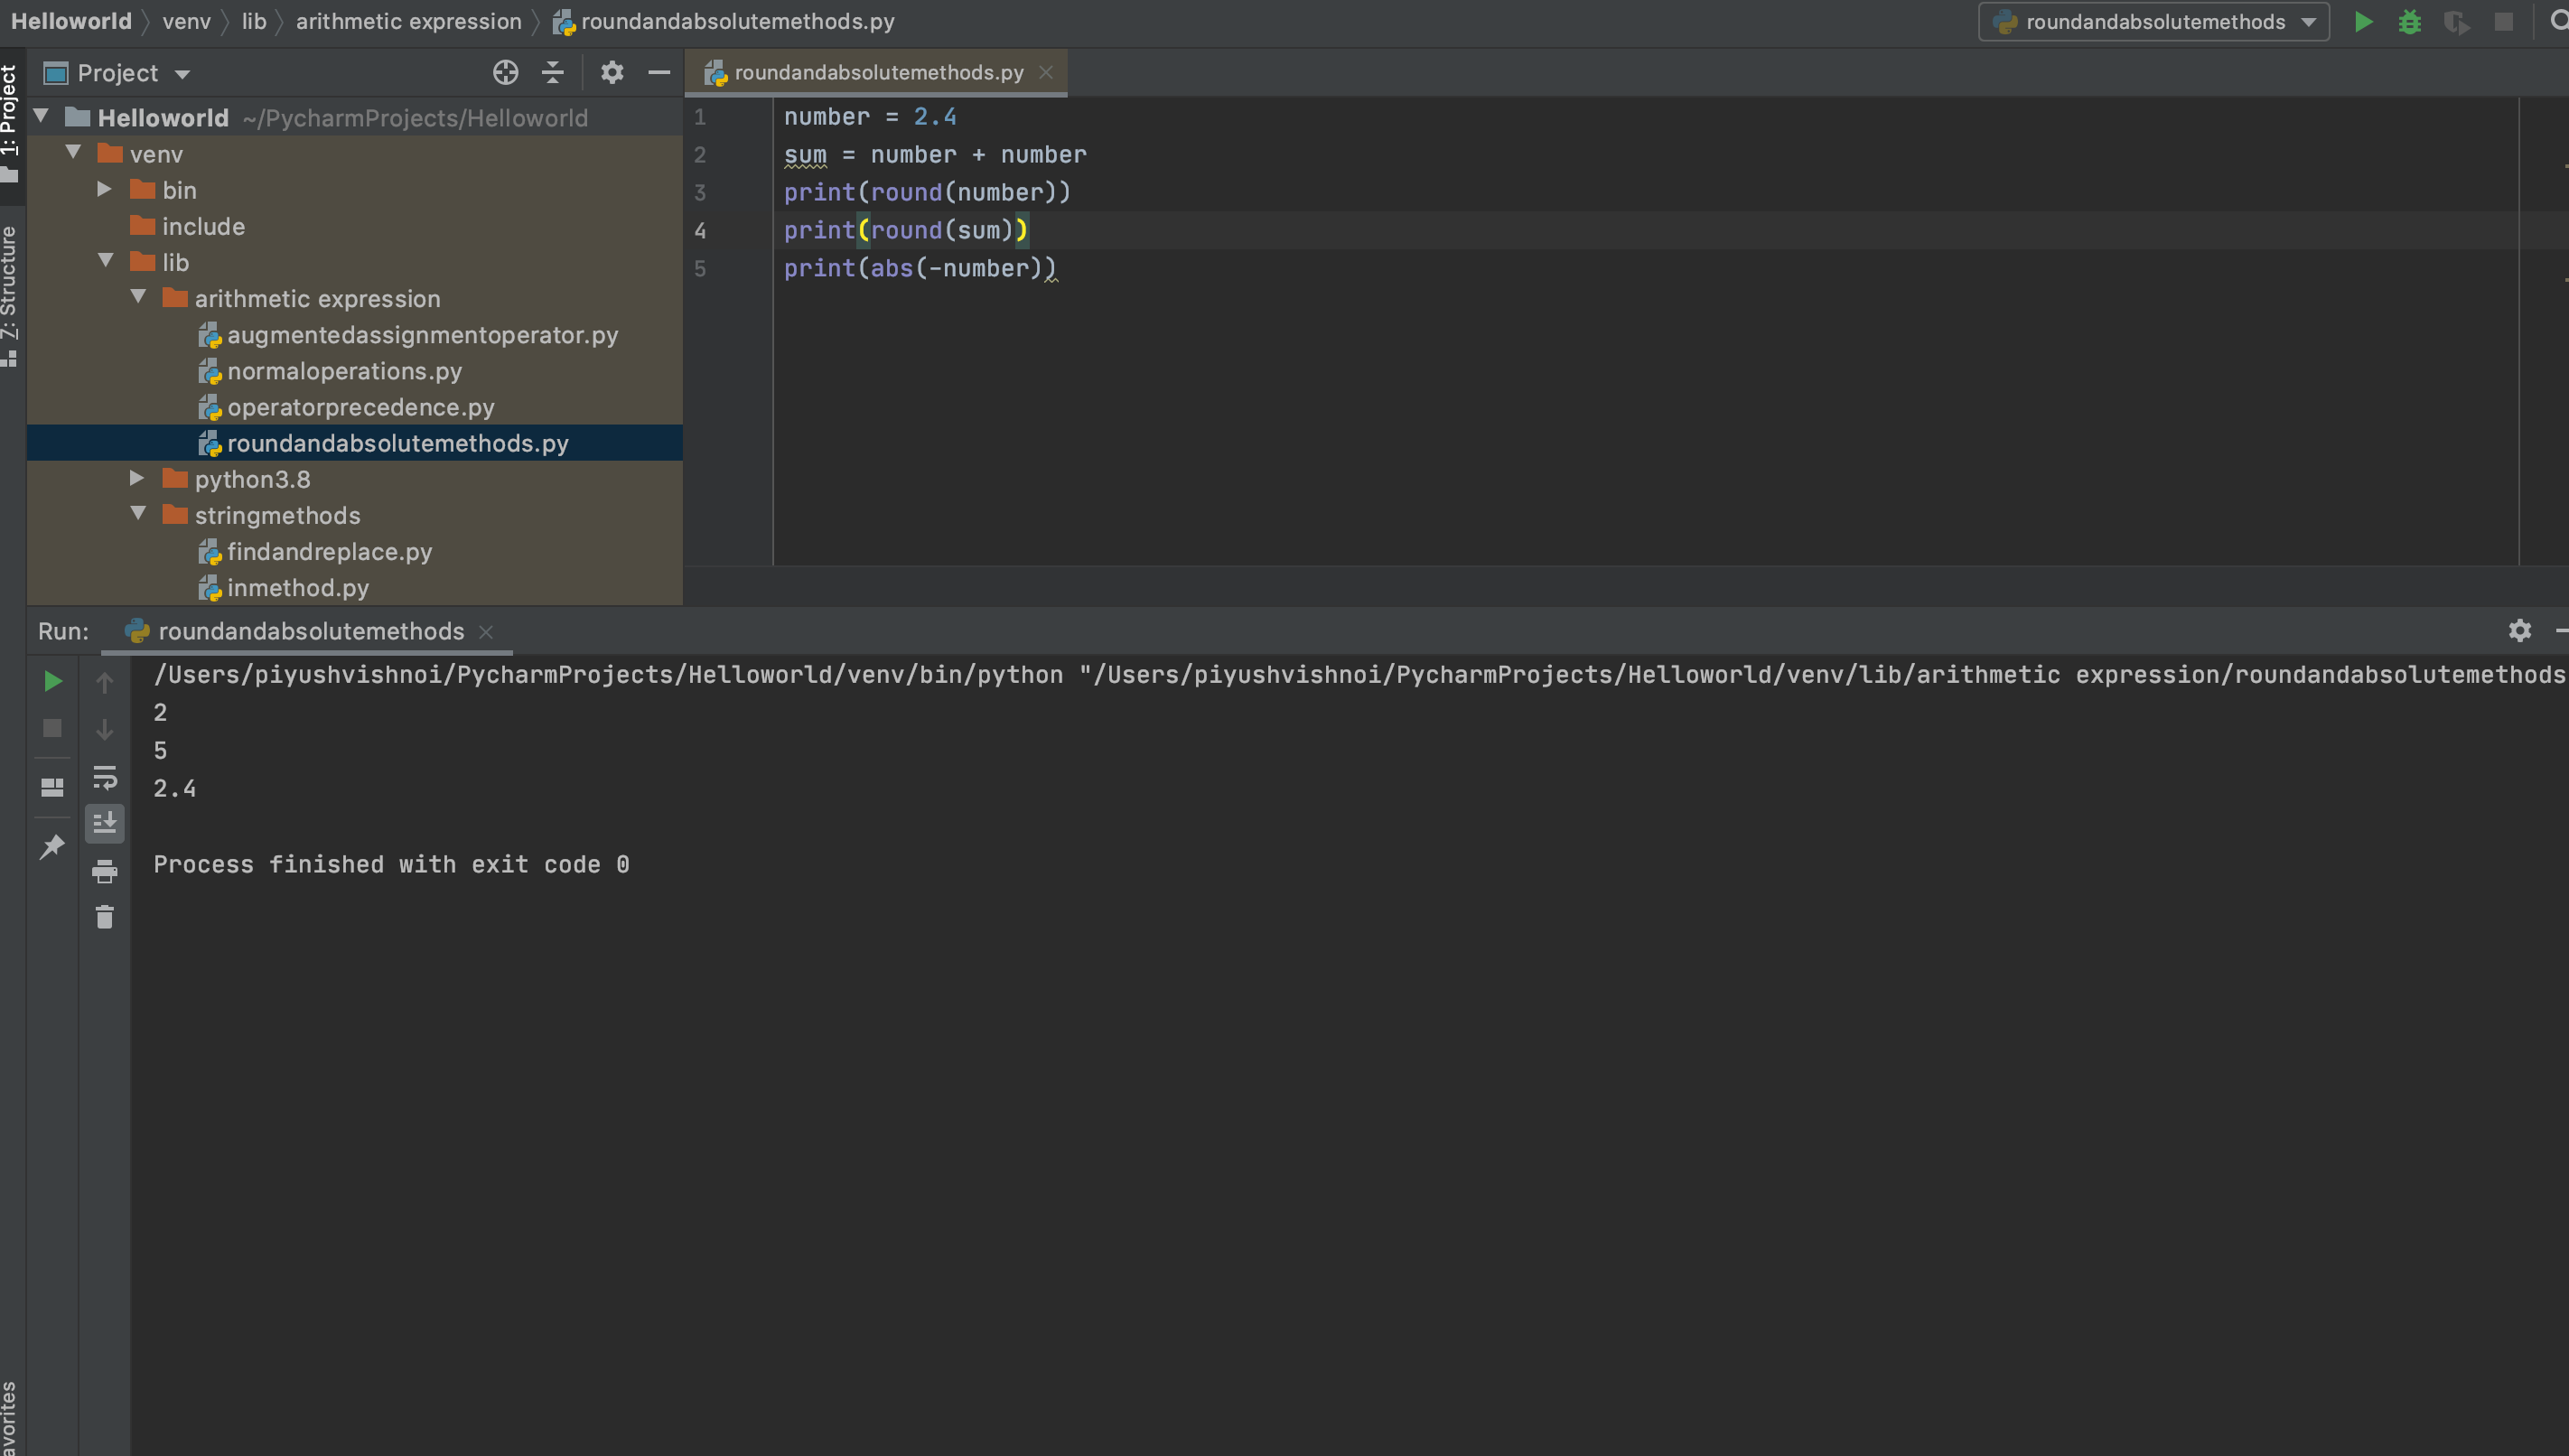 Helloworld venv lib arithmetic expression roundandabsolutemethods.py
roundandabsolutemethods
1: Project
7: Structure
avorites
Project
Helloworld ~/PycharmProjects/Helloworld
venv
bin
include
lib
arithmetic expression
augmentedassignmentoperator.py
normaloperations.py
operatorprecedence.py
roundandabsolutemethods.py
python3.8
stringmethods
findandreplace.py
inmethod.py
roundandabsolutemethods.py
1 number = 2.4
2 sum = number + number
3 print(round(number))
4 print(round(sum))
5 print(abs(-number))
Run: roundandabsolutemethods
/Users/piyushvishnoi/PycharmProjects/Helloworld/venv/bin/python "/Users/piyushvishnoi/PycharmProjects/Helloworld/venv/lib/arithmetic expression/roundandabsolutemethods
2
5
2.4
Process finished with exit code 0